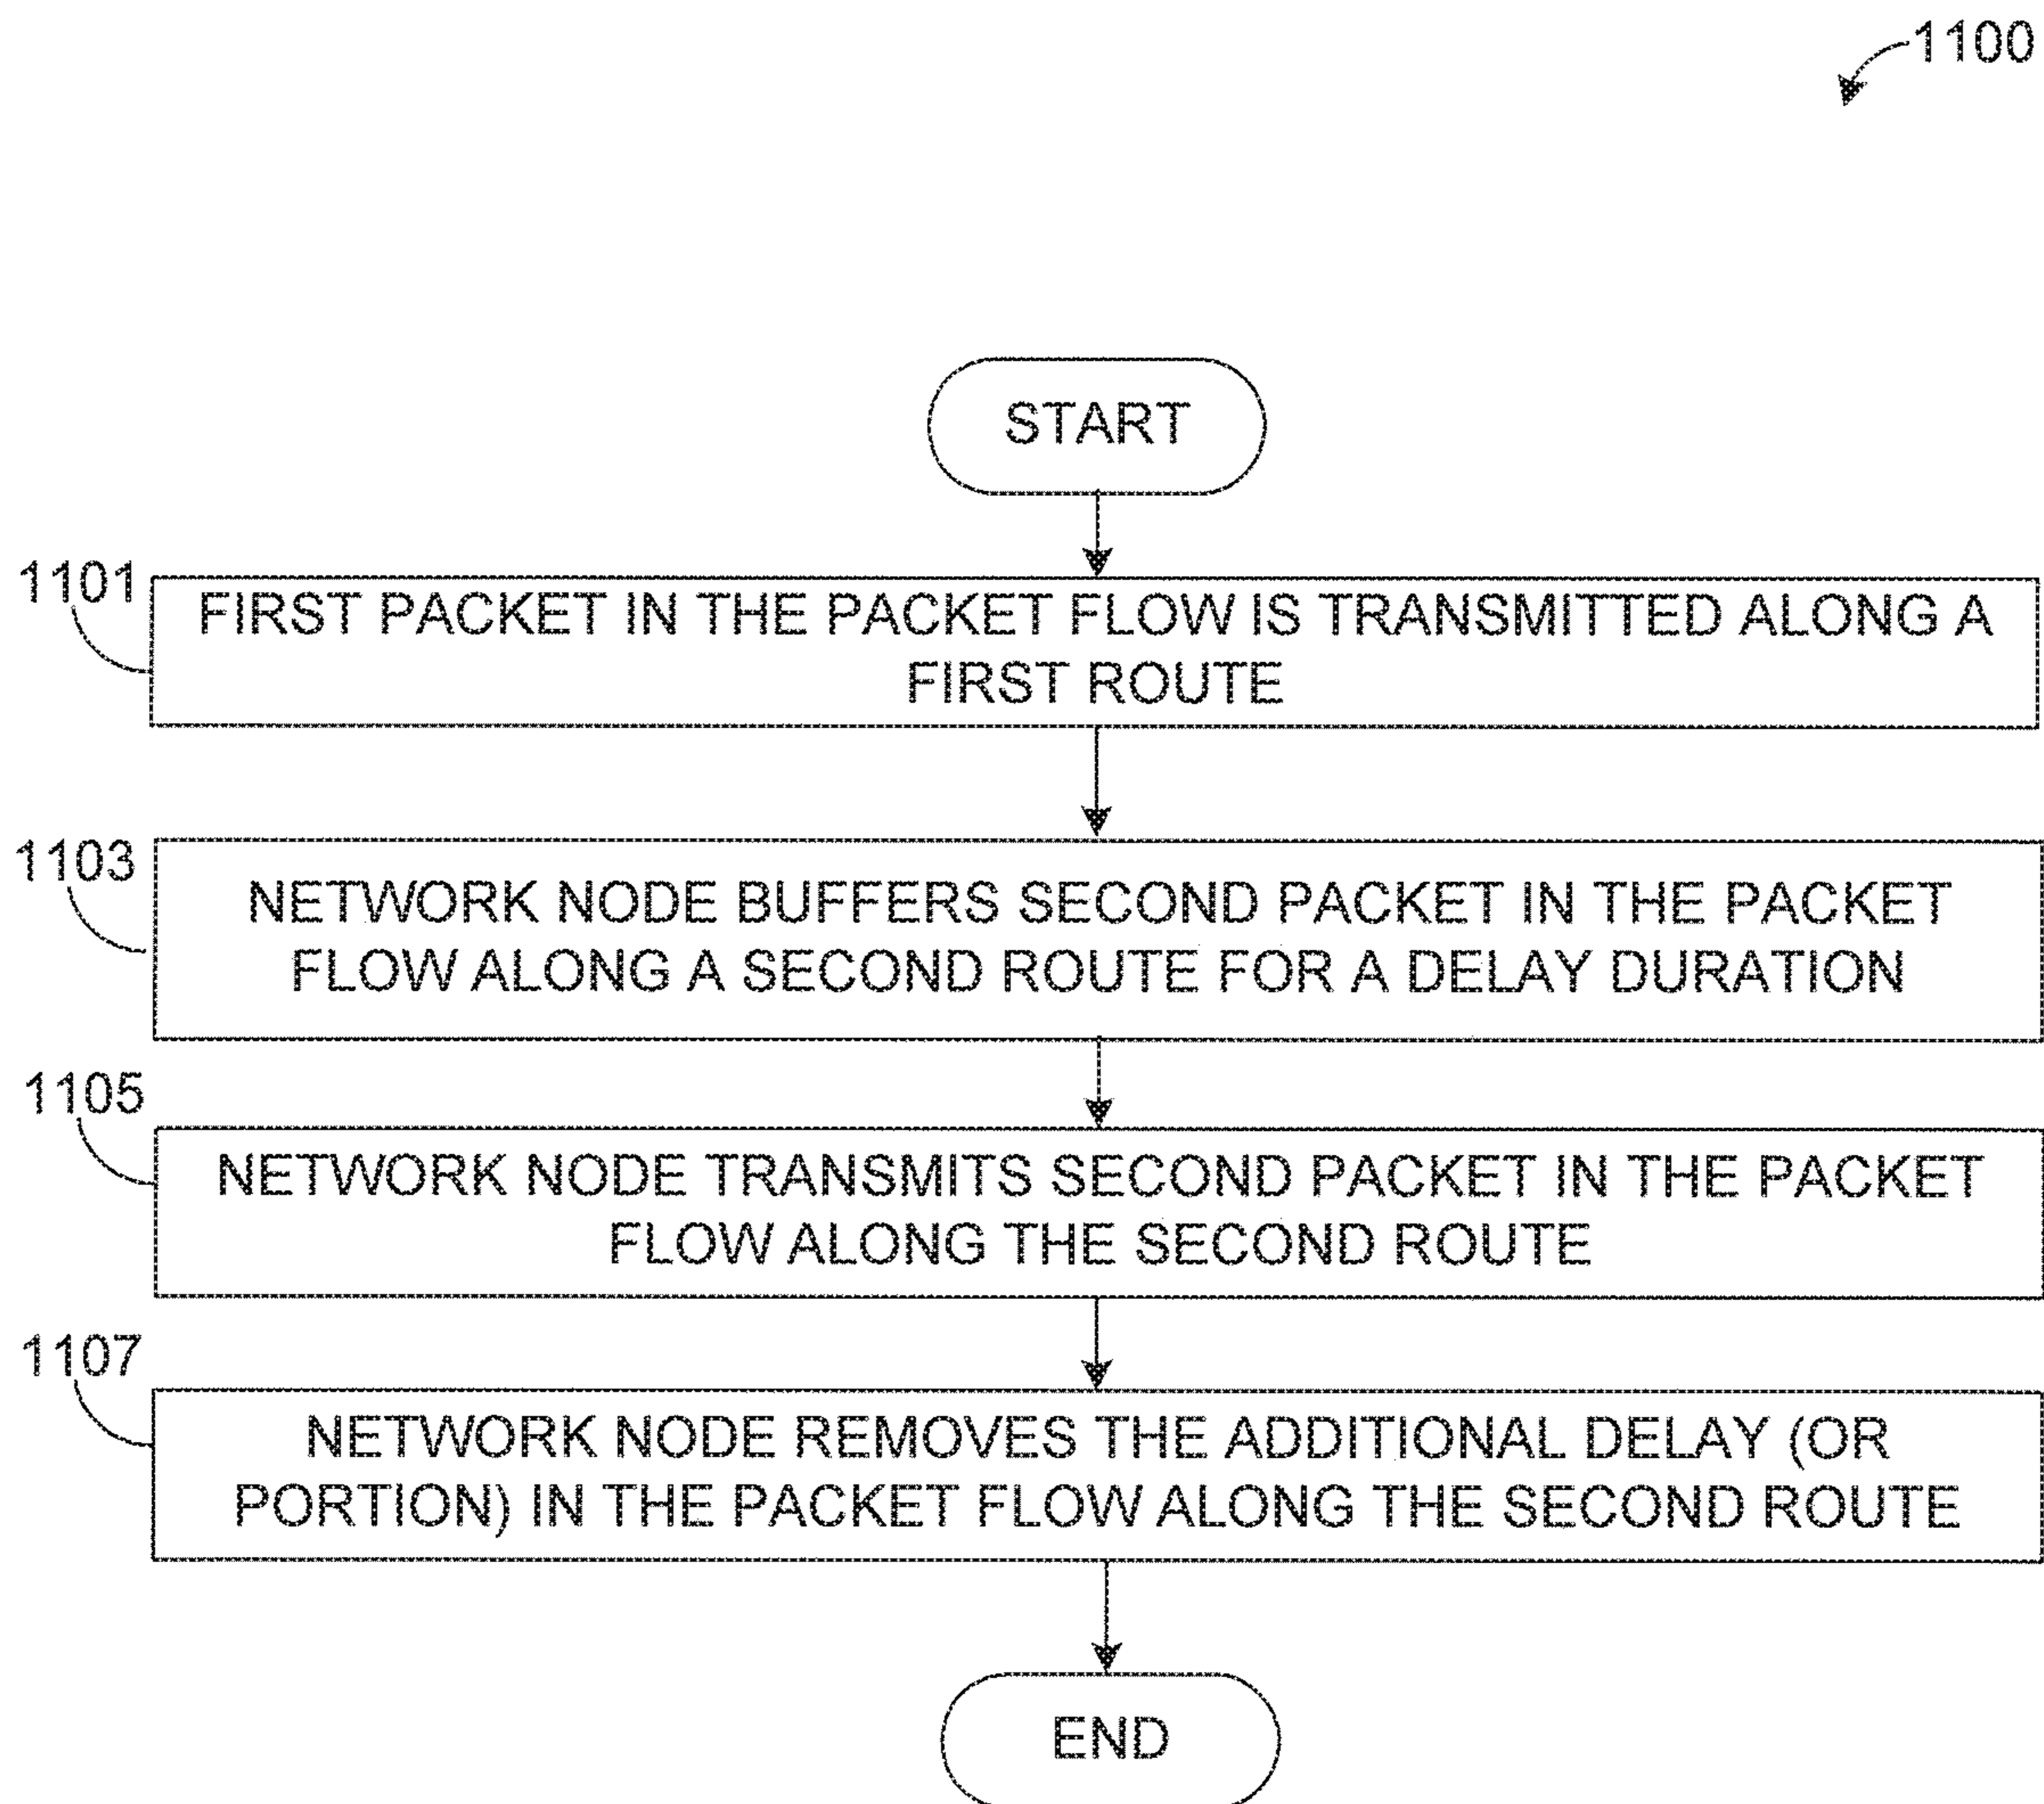 1100
START
1101
FIRST PACKET IN THE PACKET FLOW IS TRANSMITTED ALONG A
FIRST ROUTE
1103
NETWORK NODE BUFFERS SECOND PACKET IN THE PACKET
FLOW ALONG A SECOND ROUTE FOR A DELAY DURATION
1105
NETWORK NODE TRANSMITS SECOND PACKET IN THE PACKET
FLOW ALONG THE SECOND ROUTE
1107
NETWORK NODE REMOVES THE ADDITIONAL DELAY (OR
PORTION) IN THE PACKET FLOW ALONG THE SECOND ROUTE
END